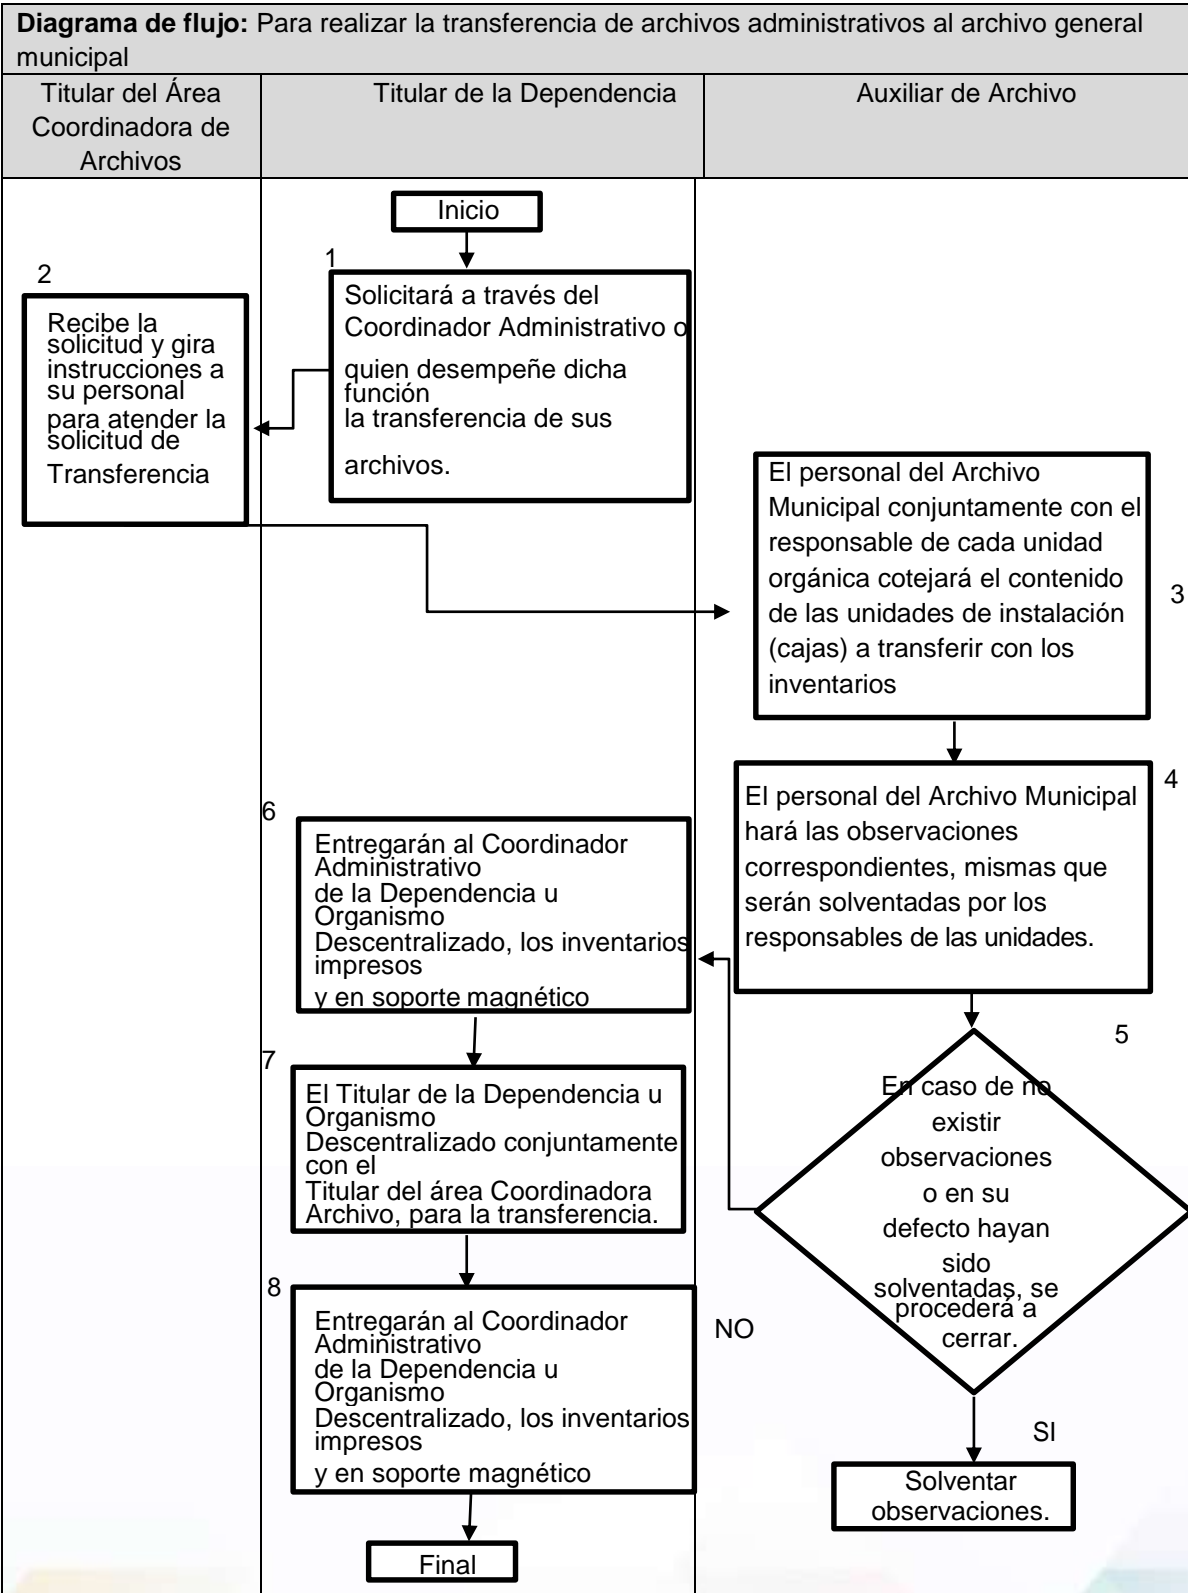 Diagrama de flujo: Para realizar la transferencia de archivos administrativos al archivo general
municipal
Titular del Área
Coordinadora de
Archivos
Titular de la Dependencia
Auxiliar de Archivo
Inicio
1
Solicitará a través del
Coordinador Administrativo o
quien desempeñe dicha
función
la transferencia de sus
archivos.
2
Recibe la
solicitud y gira
instrucciones a
su personal
para atender la
solicitud de
Transferencia
El personal del Archivo
Municipal conjuntamente con el
responsable de cada unidad
orgánica cotejará el contenido
de las unidades de instalación
(cajas) a transferir con los
inventarios
3
4
El personal del Archivo Municipal
hará las observaciones
correspondientes, mismas que
serán solventadas por los
responsables de las unidades.
5
En caso de no
existir
observaciones
o en su
defecto hayan
sido
solventadas, se
procederá a
cerrar.
NO
SI
Solventar
observaciones.
6
Entregarán al Coordinador
Administrativo
de la Dependencia u
Organismo
Descentralizado, los inventarios
impresos
y en soporte magnético
7
El Titular de la Dependencia u
Organismo
Descentralizado conjuntamente
con el
Titular del área Coordinadora
Archivo, para la transferencia.
8
Entregarán al Coordinador
Administrativo
de la Dependencia u
Organismo
Descentralizado, los inventarios
impresos
y en soporte magnético
Final